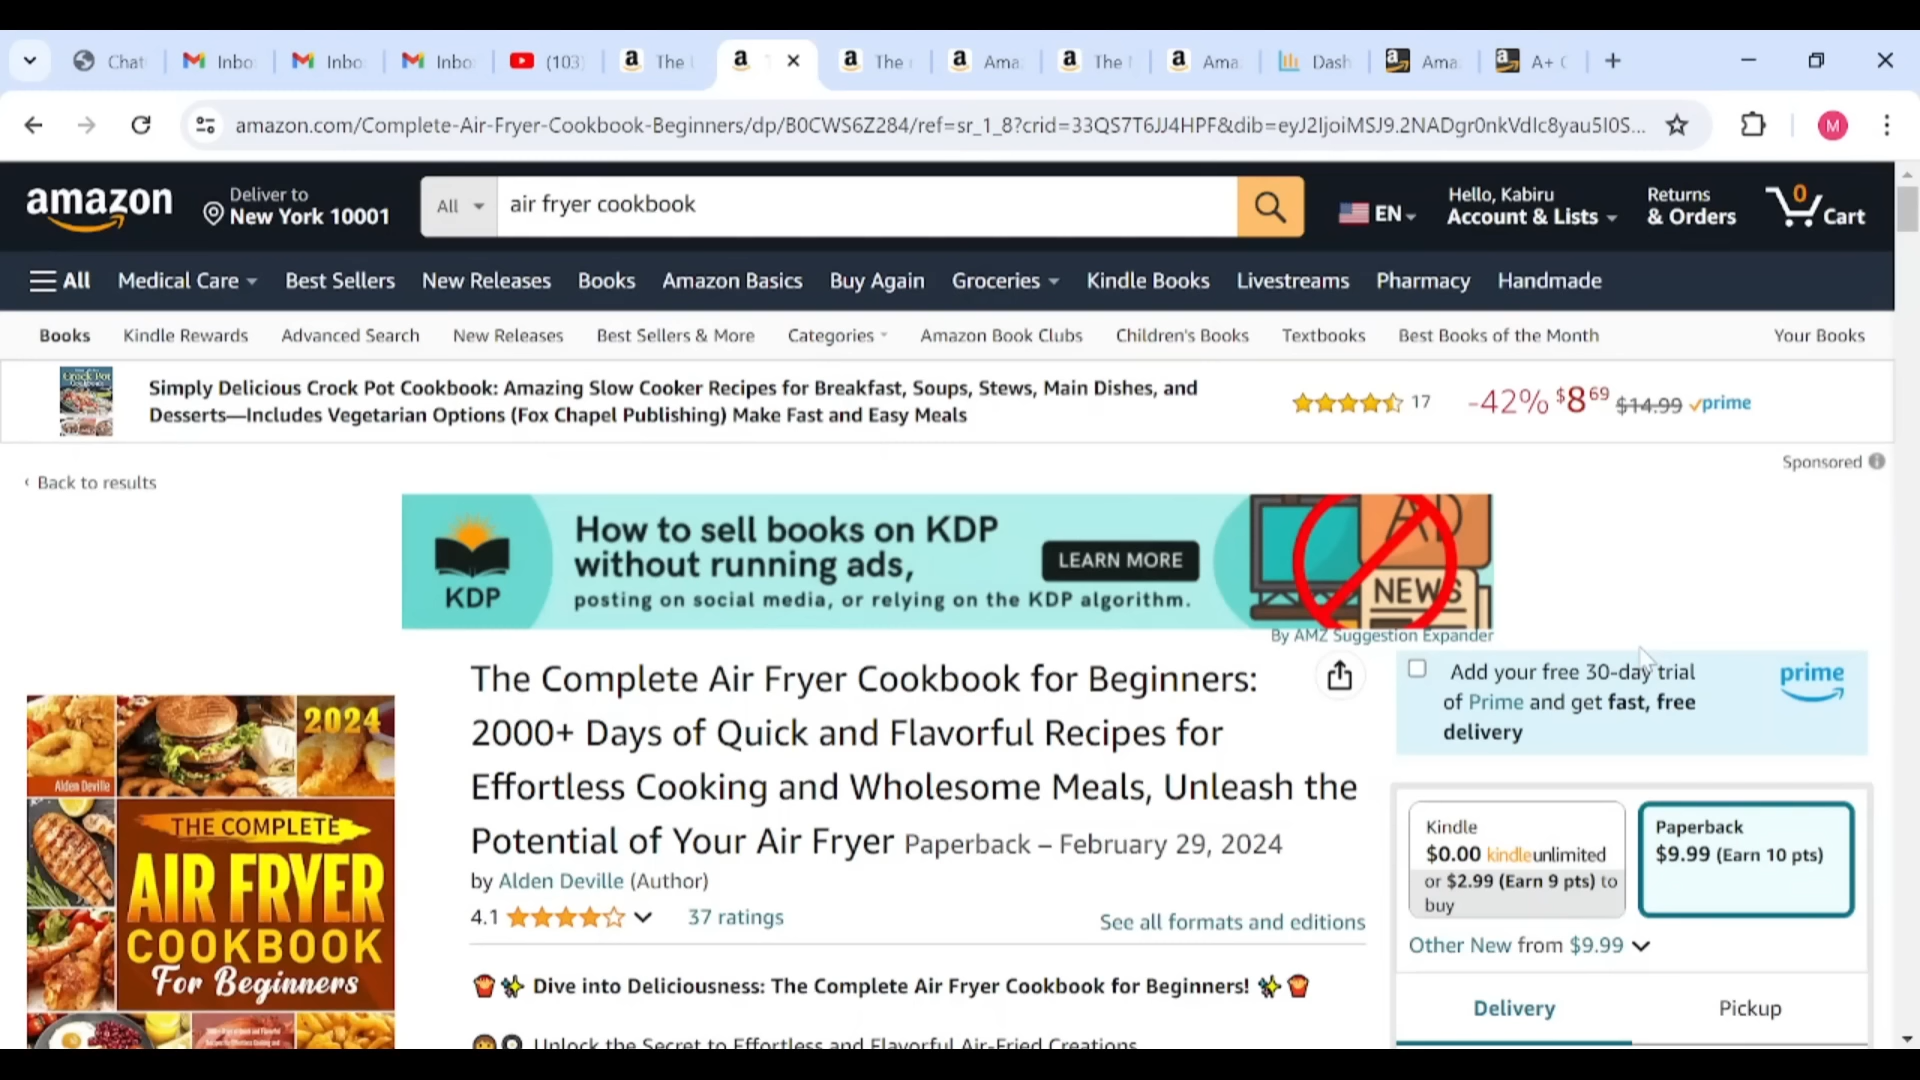 Chat
Inbo
Inbo
Inbo
(103
The
The
Ama
The
Ama
Dash
Ama
A+
amazon.com/Complete-Air-Fryer-Cookbook-Beginners/dp/B0CWS6Z284/ref=sr_1_8?crid=33QS7T6JJ4HPF&dib=eyJ2IjoiMSJ9.2NADgr0nkVdIc8yau5I0S...
M
amazon
Deliver to
New York 10001
All
air fryer cookbook
EN
Hello, Kabiru
Account & Lists
Returns
& Orders
0
Cart
All Medical Care Best Sellers New Releases Books Amazon Basics Buy Again Groceries Kindle Books Livestreams Pharmacy Handmade
Books Kindle Rewards Advanced Search New Releases Best Sellers & More Categories Amazon Book Clubs Children's Books Textbooks Best Books of the Month Your Books
Crock Pot
Simply Delicious Crock Pot Cookbook: Amazing Slow Cooker Recipes for Breakfast, Soups, Stews, Main Dishes, and
Desserts—Includes Vegetarian Options (Fox Chapel Publishing) Make Fast and Easy Meals
17
-42% $8 69 $14.99 prime
Sponsored
‹ Back to results
KDP
How to sell books on KDP
without running ads,
posting on social media, or relying on the KDP algorithm.
LEARN MORE
AD
NEWS
By AMZ Suggestion Expander
2024
Alden Deville
THE COMPLETE
AIR FRYER
COOKBOOK
For Beginners
The Complete Air Fryer Cookbook for Beginners:
2000+ Days of Quick and Flavorful Recipes for
Effortless Cooking and Wholesome Meals, Unleash the
Potential of Your Air Fryer Paperback – February 29, 2024
by Alden Deville (Author)
4.1 37 ratings
See all formats and editions
Dive into Deliciousness: The Complete Air Fryer Cookbook for Beginners!
Unlock the Secret to Effortless and Flavorful Air-Fried Creations
Add your free 30-day trial
of Prime and get fast, free
delivery
prime
Kindle
$0.00 kindleunlimited
or $2.99 (Earn 9 pts) to
buy
Paperback
$9.99 (Earn 10 pts)
Other New from $9.99
Delivery
Pickup